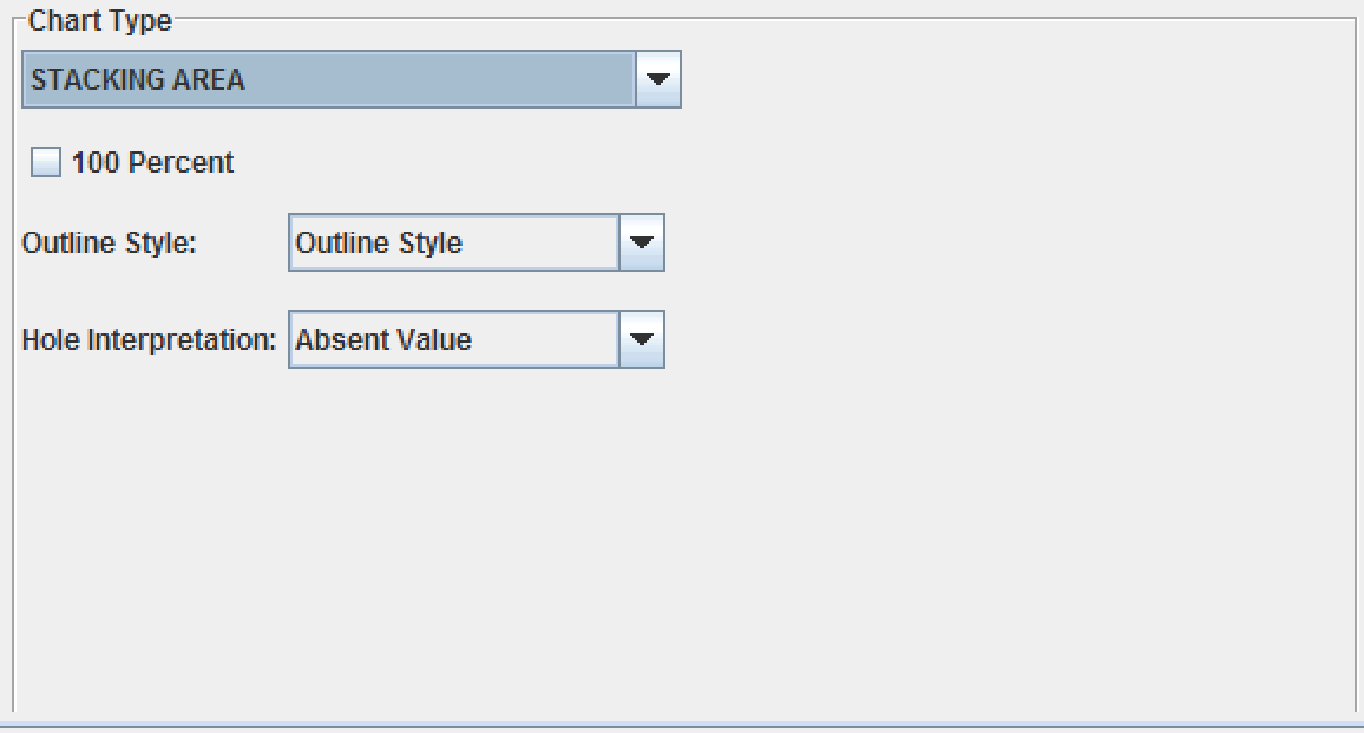 Chart Type
STACKING AREA
100 Percent
Outline Style: Outline Style
Hole Interpretation: Absent Value